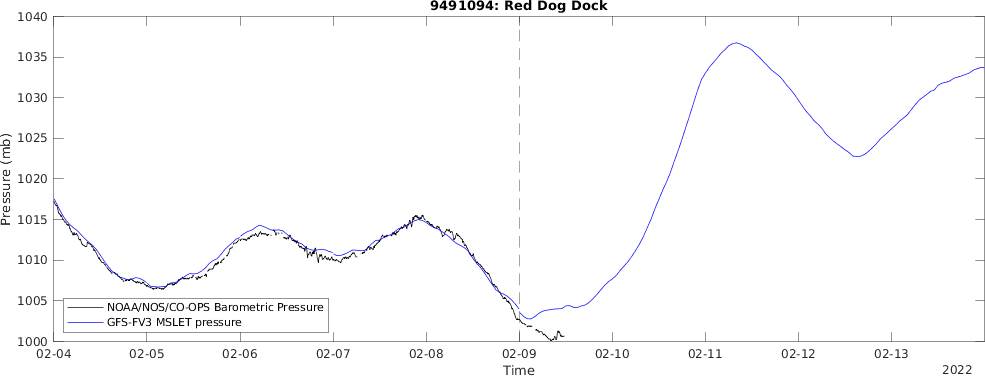 9491094: Red Dog Dock
1040
1035
1030
1025
1020
1015
1010
1005
1000
Pressure (mb)
NOAA/NOS/CO-OPS Barometric Pressure
GFS-FV3 MSLET pressure
02-04 02-05 02-06 02-07 02-08 02-09 02-10 02-11 02-12 02-13
Time
2022